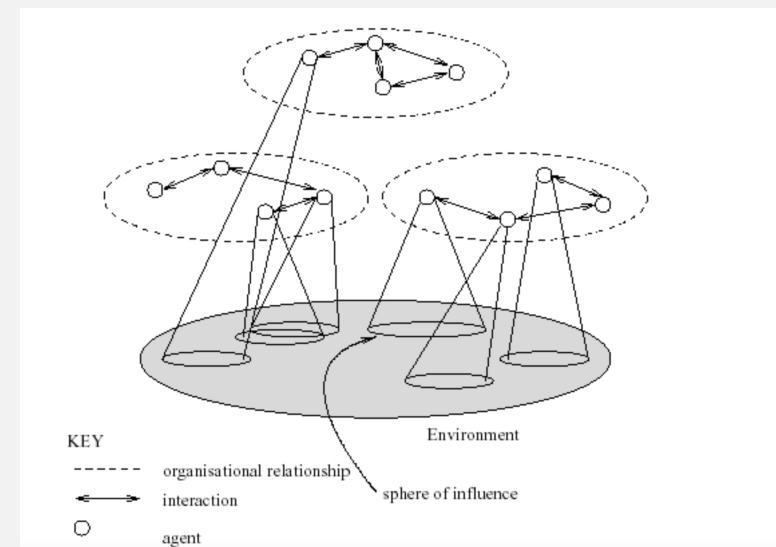 Environment
KEY
organisational relationship
sphere of influence
interaction
agent